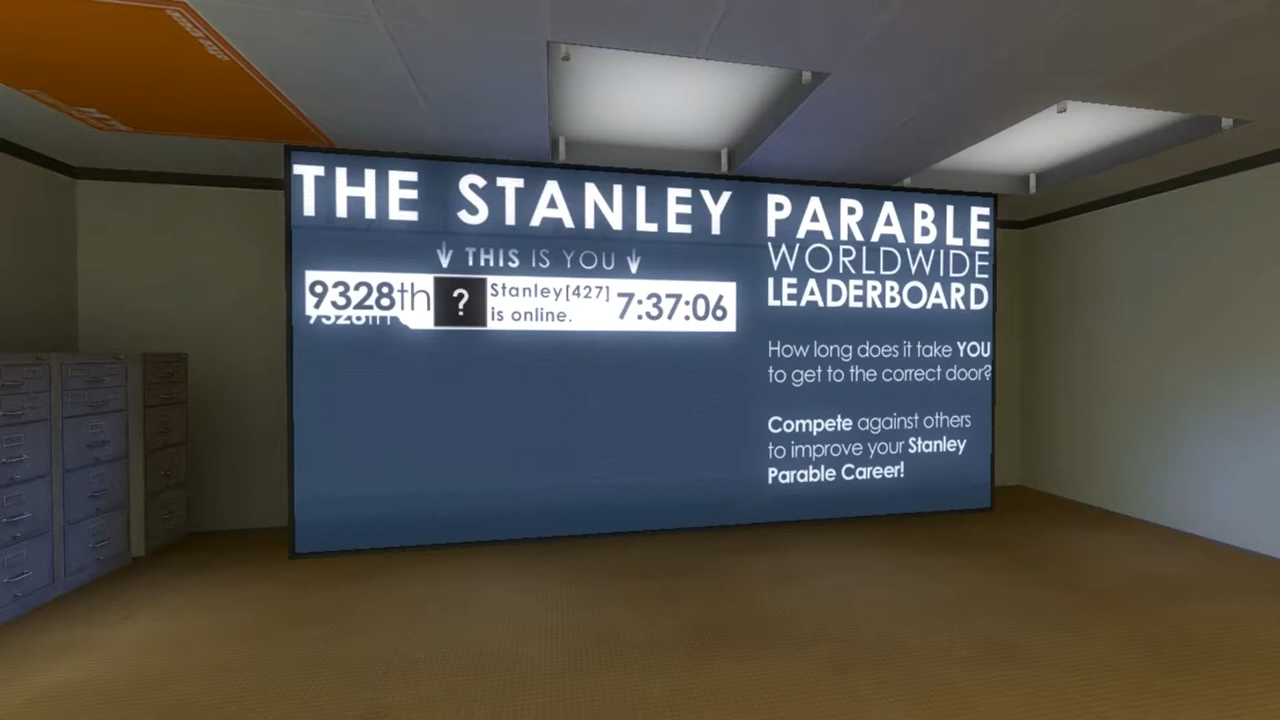 THE STANLEY PARABLE
WORLDWIDE
LEADERBOARD
↓ THIS IS YOU ↓
9328th ? Stanley[427] is online. 7:37:06
9328th
How long does it take YOU
to get to the correct door?
Compete against others
to improve your Stanley
Parable Career!